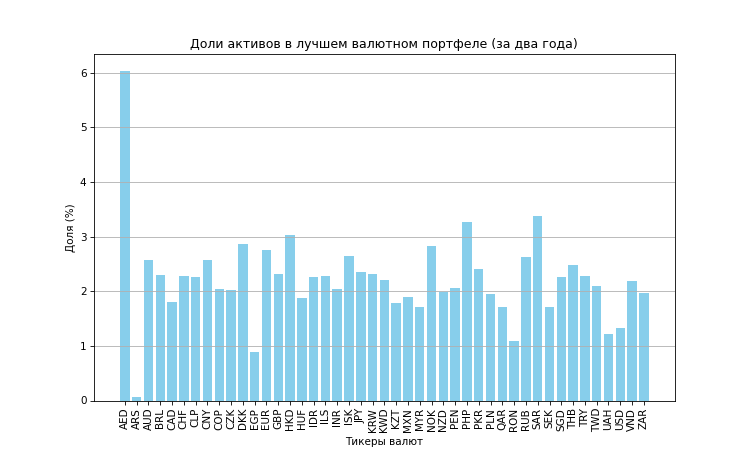 Доли активов в лучшем валютном портфеле (за два года)
Доля (%)
6
5
4
3
2
1
0
AED ARS AUD BRL CAD CHF CLP CNY COP CZK DKK EGP EUR GBP HKD HUF IDR ILS INR ISK JPY KRW KWD KZT MXN MYR NOK NZD PEN PHP PKR PLN QAR RON RUB SAR SEK SGD THB TRY TWD UAH USD VND ZAR
Тикеры валют